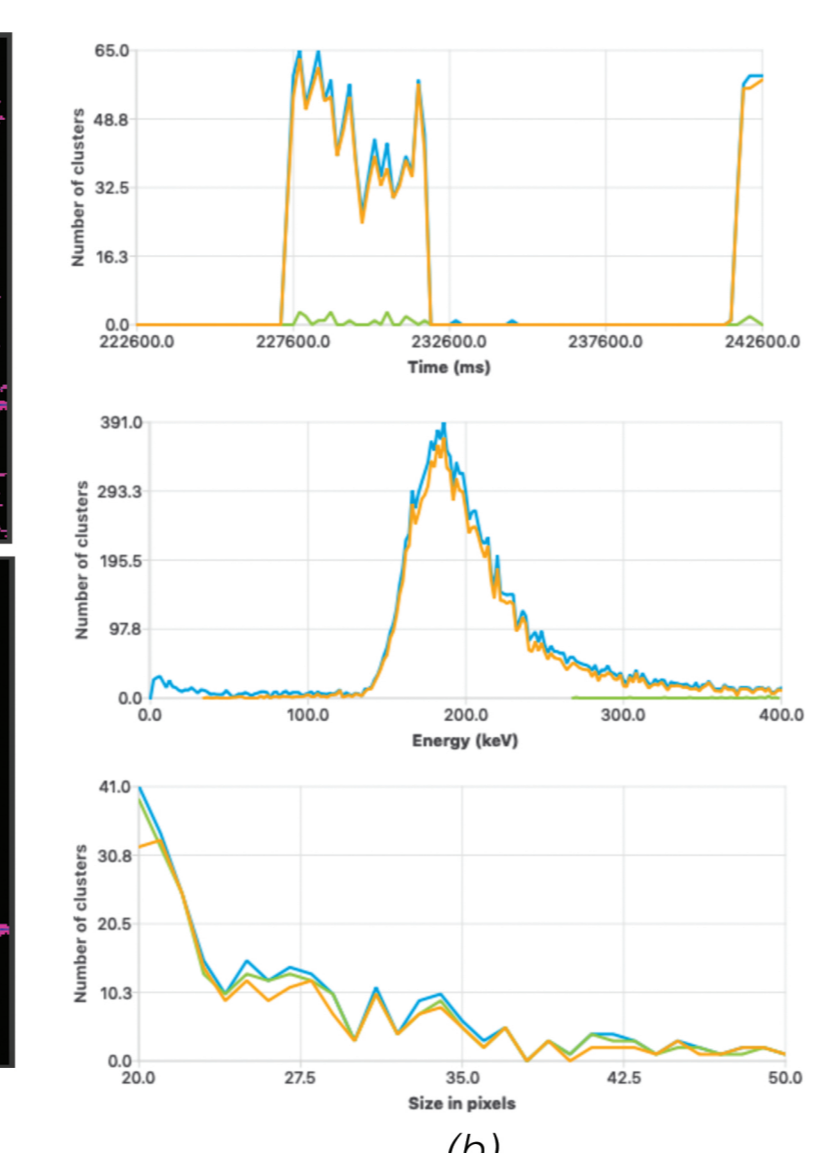 65.0
48.8
32.5
16.3
0.0
Number of clusters
222600.0 227600.0 232600.0 237600.0 242600.0
Time (ms)
391.0
293.3
195.5
97.8
0.0
Number of clusters
0.0 100.0 200.0 300.0 400.0
Energy (keV)
41.0
30.8
20.5
10.3
0.0
Number of clusters
20.0 27.5 35.0 42.5 50.0
Size in pixels
(b)